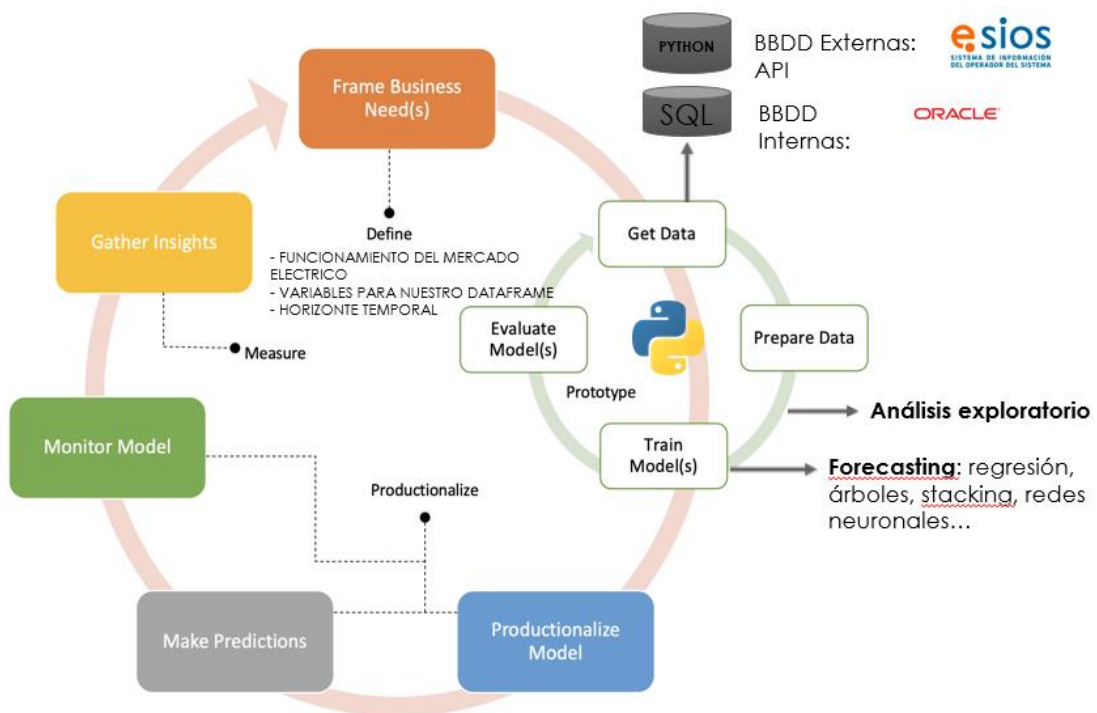 PYTHON
BBDD Externas:
API
esios
SISTEMA DE INFORMACIÓN
DEL OPERADOR DEL SISTEMA
SQL
BBDD
Internas:
ORACLE
Frame Business
Need(s)
Define
- FUNCIONAMIENTO DEL MERCADO
ELECTRICO
- VARIABLES PARA NUESTRO DATAFRAME
- HORIZONTE TEMPORAL
Gather Insights
Measure
Get Data
Evaluate
Model(s)
Prepare Data
Prototype
Train
Model(s)
Análisis exploratorio
Forecasting: regresión,
árboles, stacking, redes
neuronales…
Monitor Model
Productionalize
Make Predictions
Productionalize
Model